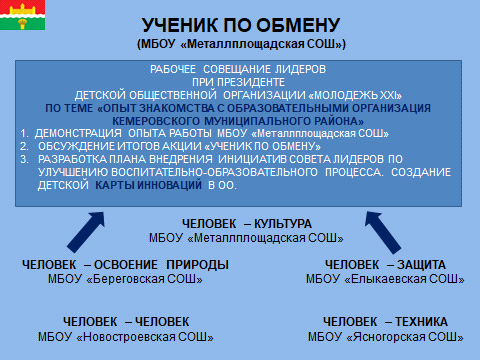 УЧЕНИК ПО ОБМЕНУ
(МБОУ «Металлплощадская СОШ»)
РАБОЧЕЕ СОВЕЩАНИЕ ЛИДЕРОВ
ПРИ ПРЕЗИДЕНТЕ
ДЕТСКОЙ ОБЩЕСТВЕННОЙ ОРГАНИЗАЦИИ «МОЛОДЕЖЬ XXI»
ПО ТЕМЕ «ОПЫТ ЗНАКОМСТВА С ОБРАЗОВАТЕЛЬНЫМИ ОРГАНИЗАЦИЯ
КЕМЕРОВСКОГО МУНИЦИПАЛЬНОГО РАЙОНА»
1. ДЕМОНСТРАЦИЯ ОПЫТА РАБОТЫ МБОУ «Металлплощадская СОШ»
2. ОБСУЖДЕНИЕ ИТОГОВ АКЦИИ «УЧЕНИК ПО ОБМЕНУ»
3. РАЗРАБОТКА ПЛАНА ВНЕДРЕНИЯ ИНИЦИАТИВ СОВЕТА ЛИДЕРОВ ПО
УЛУЧШЕНИЮ ВОСПИТАТЕЛЬНО-ОБРАЗОВАТЕЛЬНОГО ПРОЦЕССА. СОЗДАНИЕ
ДЕТСКОЙ КАРТЫ ИННОВАЦИЙ В ОО.
ЧЕЛОВЕК – КУЛЬТУРА
МБОУ «Металлплощадская СОШ»
ЧЕЛОВЕК – ОСВОЕНИЕ ПРИРОДЫ
МБОУ «Береговская СОШ»
ЧЕЛОВЕК – ЗАЩИТА
МБОУ «Елыкаевская СОШ»
ЧЕЛОВЕК – ЧЕЛОВЕК
МБОУ «Новостроевская СОШ»
ЧЕЛОВЕК – ТЕХНИКА
МБОУ «Ясногорская СОШ»